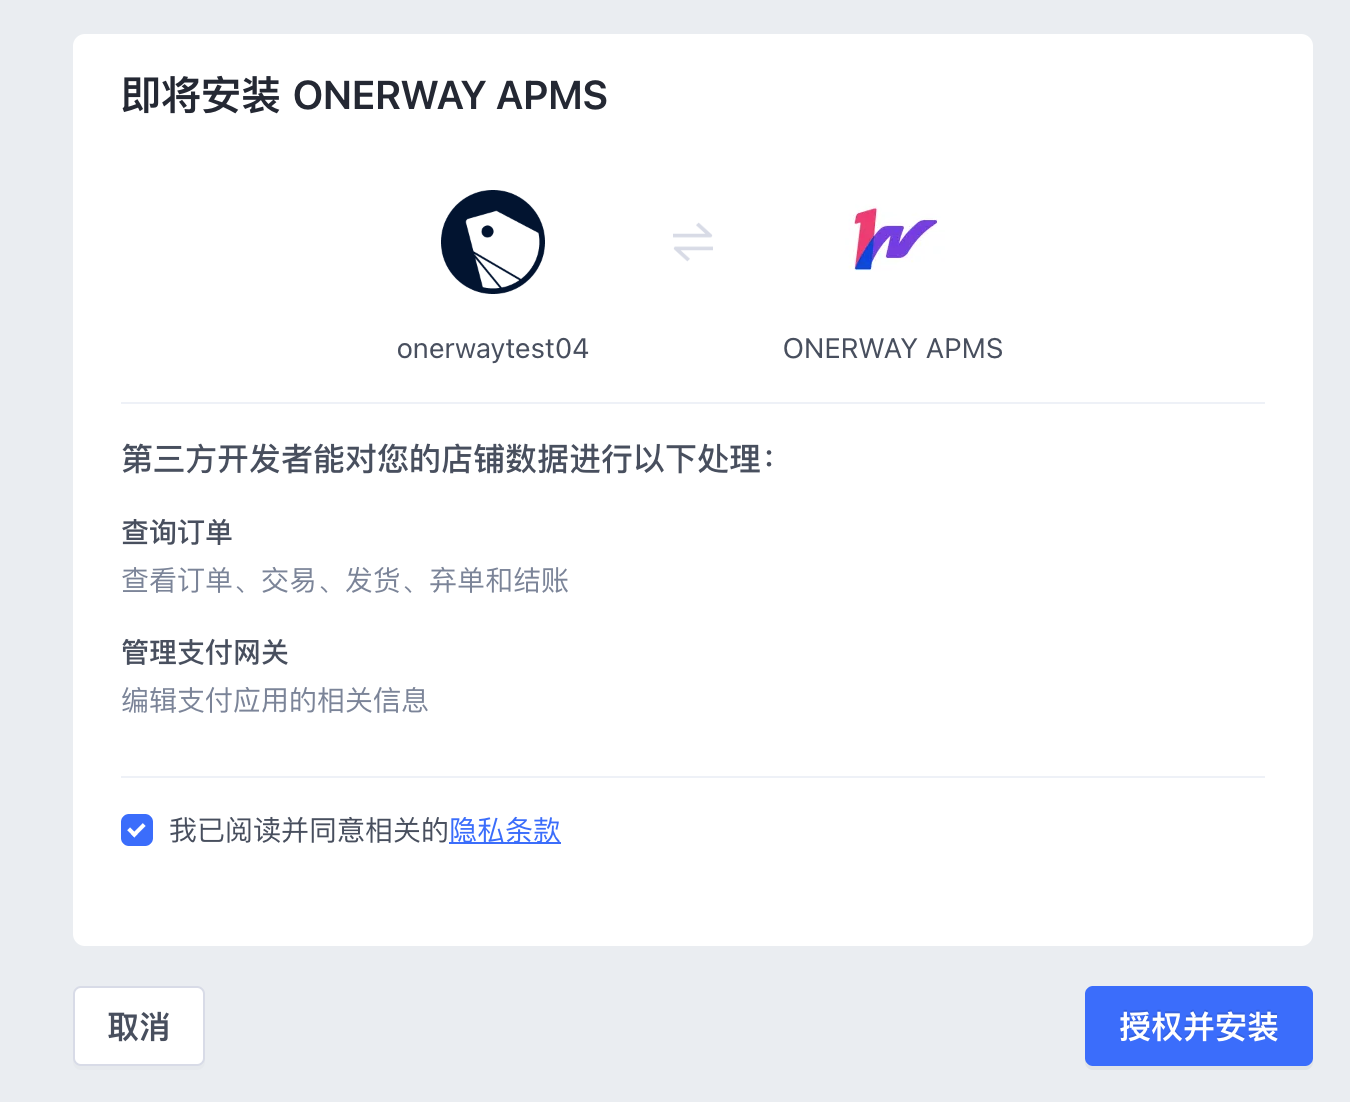 即将安装 ONERWAY APMS
onerwaytest04
ONERWAY APMS
第三方开发者能对您的店铺数据进行以下处理：
查询订单
查看订单、交易、发货、弃单和结账
管理支付网关
编辑支付应用的相关信息
我已阅读并同意相关的隐私条款
取消
授权并安装